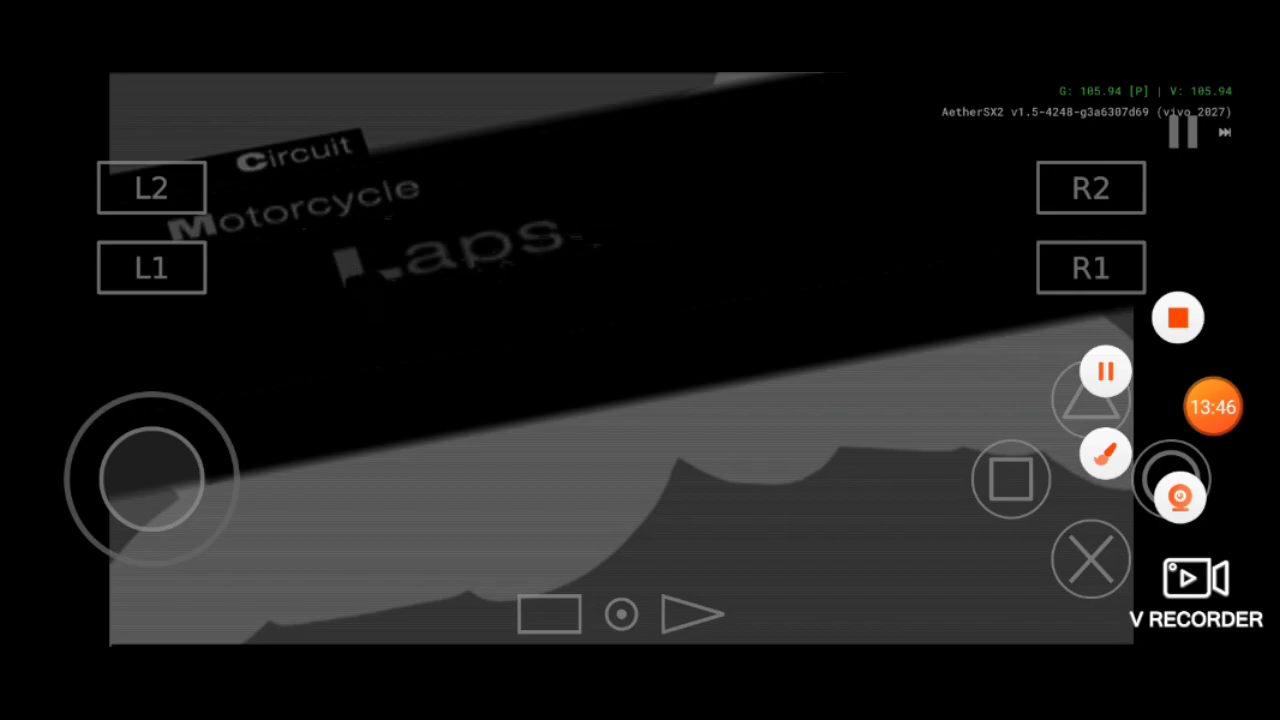 G: 105.94 [P] | V: 105.94
AetherSX2 v1.5-4248-g3a6307d69 (vivo 2027)
Circuit
Motorcycle
Laps
L2
R2
L1
R1
13:46
V RECORDER